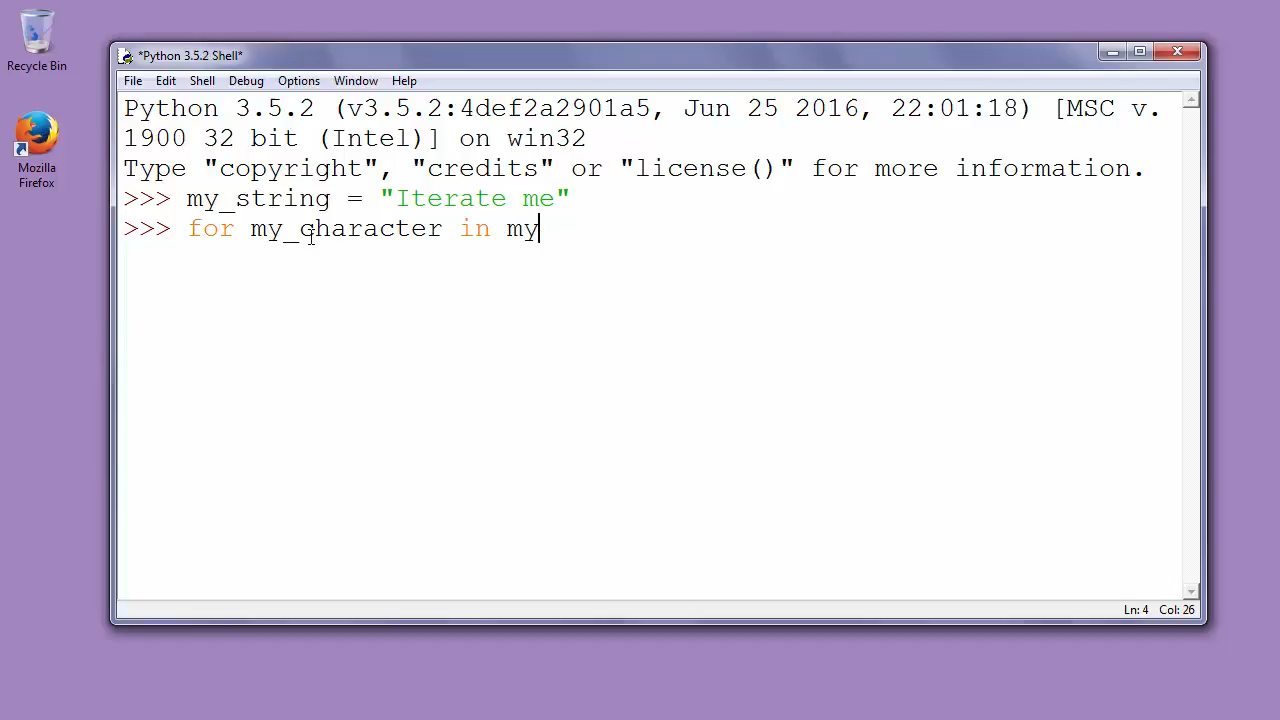 Recycle Bin
Mozilla
Firefox
*Python 3.5.2 Shell*
File Edit Shell Debug Options Window Help
Python 3.5.2 (v3.5.2:4def2a2901a5, Jun 25 2016, 22:01:18) [MSC v.
1900 32 bit (Intel)] on win32
Type "copyright", "credits" or "license()" for more information.
>>> my_string = "Iterate me"
>>> for my_character in my
Ln: 4 Col: 26